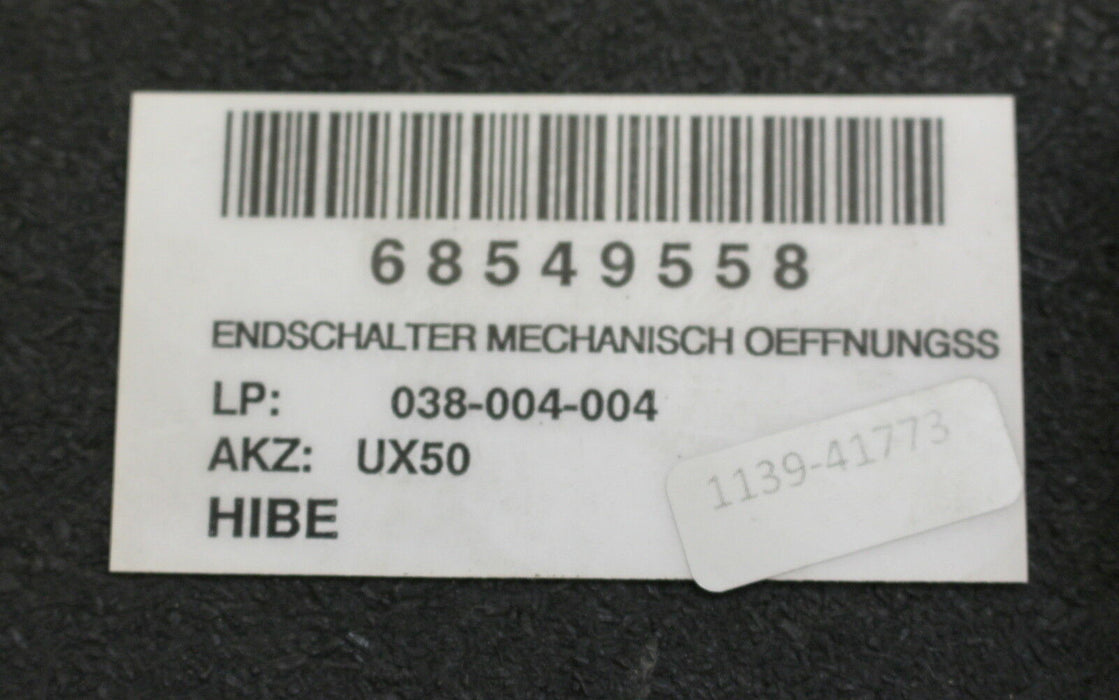 68549558
ENDSCHALTER MECHANISCH OEFFNUNGSS
LP: 038-004-004
AKZ: UX50
HIBE
1139-41773